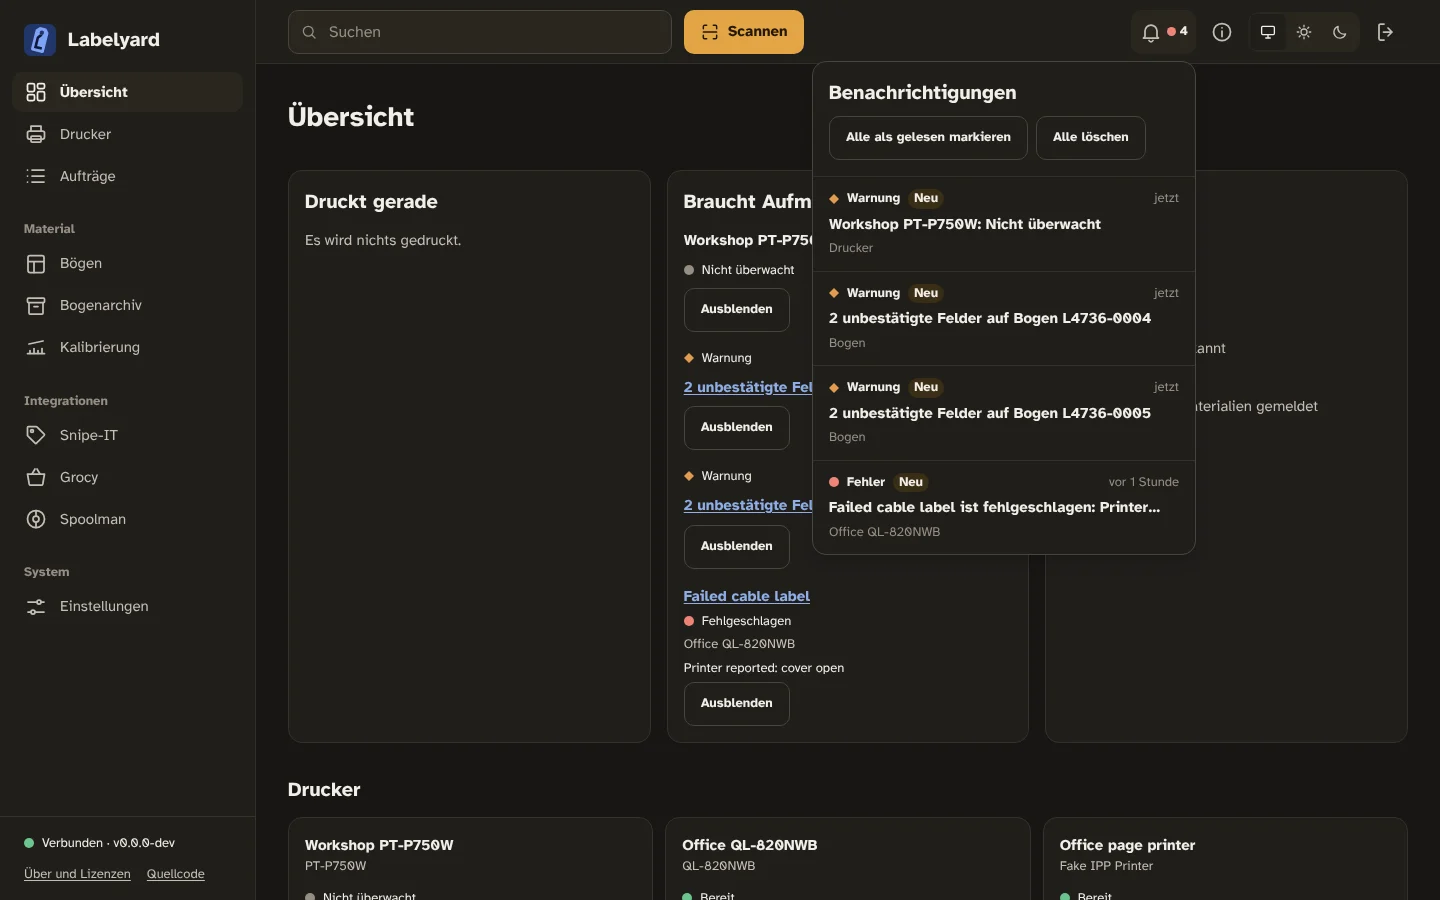 Labelyard
Suchen
Scannen
4
Übersicht
Drucker
Aufträge
Material
Bögen
Bogenarchiv
Kalibrierung
Integrationen
Snipe-IT
Grocy
Spoolman
System
Einstellungen
Verbunden · v0.0.0-dev
Über und Lizenzen Quellcode
Übersicht
Druckt gerade
Es wird nichts gedruckt.
Braucht Aufm
Workshop PT-P750
Nicht überwacht
Ausblenden
Warnung
2 unbestätigte Fel
Ausblenden
Warnung
2 unbestätigte Fel
Ausblenden
Failed cable label
Fehlgeschlagen
Office QL-820NWB
Printer reported: cover open
Ausblenden
Benachrichtigungen
Alle als gelesen markieren Alle löschen
Warnung Neu jetzt
Workshop PT-P750W: Nicht überwacht
Drucker
Warnung Neu jetzt
2 unbestätigte Felder auf Bogen L4736-0004
Bogen
Warnung Neu jetzt
2 unbestätigte Felder auf Bogen L4736-0005
Bogen
Fehler Neu vor 1 Stunde
Failed cable label ist fehlgeschlagen: Printer...
Office QL-820NWB
annt
terialien gemeldet
Drucker
Workshop PT-P750W
PT-P750W
Nicht überwacht
Office QL-820NWB
QL-820NWB
Bereit
Office page printer
Fake IPP Printer
Bereit